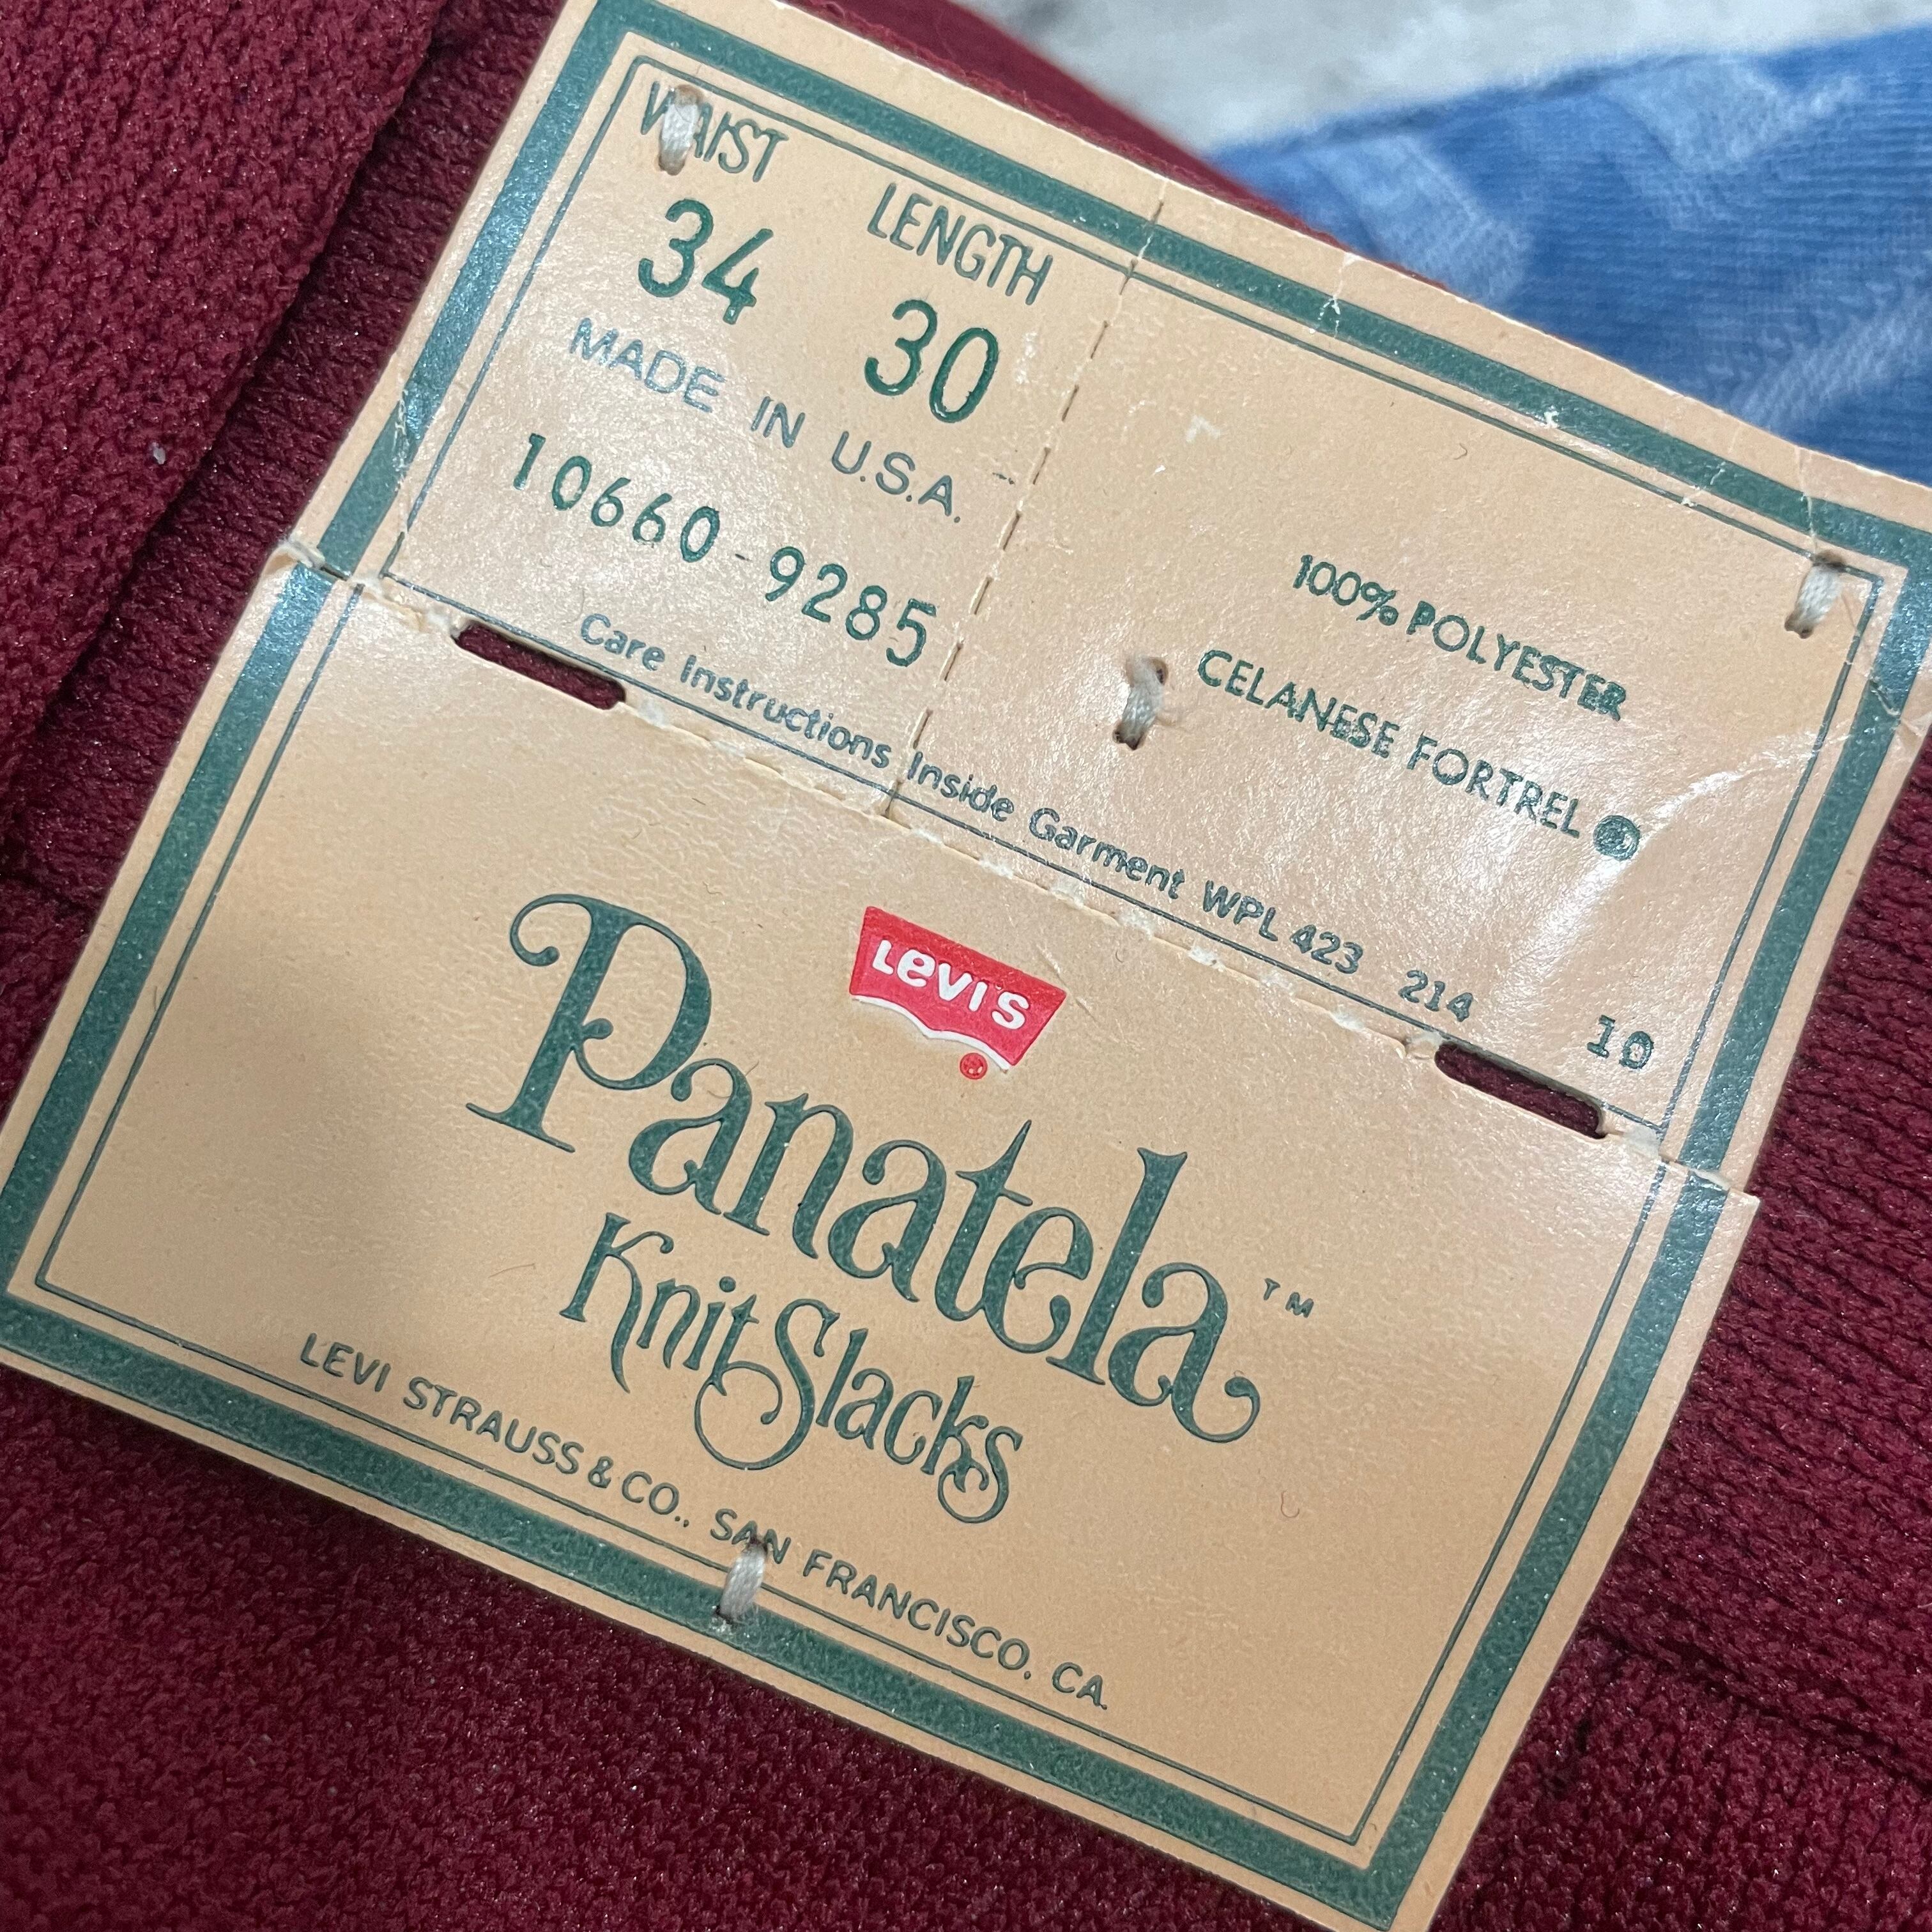 WAIST LENGTH
34 30
MADE IN U.S.A.
10660-9285
100% POLYESTER
CELANESE FORTREL ®
Care Instructions Inside Garment WPL 423 214 10
LEVI'S
®
Panatela™
Knit Slacks
LEVI STRAUSS & CO., SAN FRANCISCO, CA.